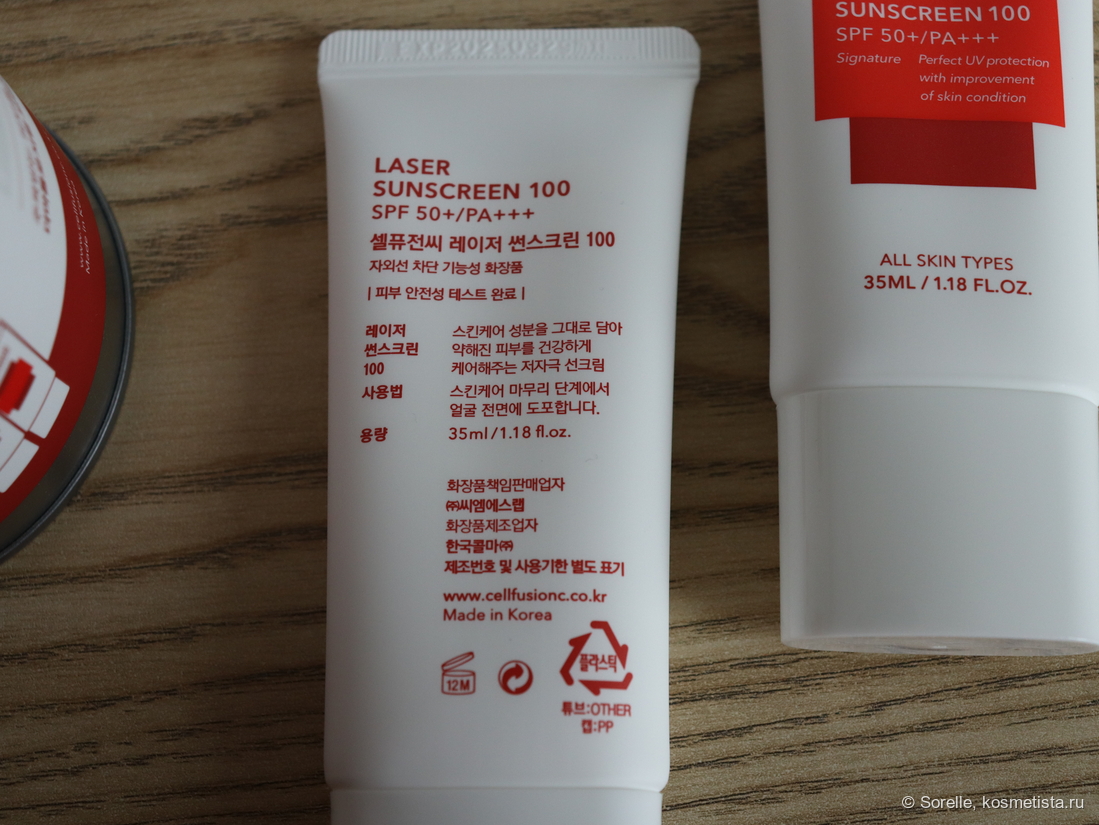 LASER
SUNSCREEN 100
SPF 50+/PA+++
셀퓨전씨 레이저 썬스크린 100
자외선 차단 기능성 화장품
| 피부 안전성 테스트 완료 |
레이저 썬스크린 100
스킨케어 성분을 그대로 담아
약해진 피부를 건강하게
케어해주는 저자극 선크림
사용법 스킨케어 마무리 단계에서
얼굴 전면에 도포합니다.
용량 35ml/1.18 fl.oz.
화장품책임판매업자
㈜씨엠에스랩
화장품제조업자
한국콜마㈜
제조번호 및 사용기한 별도 표기
www.cellfusionc.co.kr
Made in Korea
12M
플라스틱
튜브:OTHER
캡:PP
SUNSCREEN 100
SPF 50+/PA+++
Signature Perfect UV protection
with improvement
of skin condition
ALL SKIN TYPES
35ML / 1.18 FL.OZ.
Made in Korea
© Sorelle, kosmetista.ru